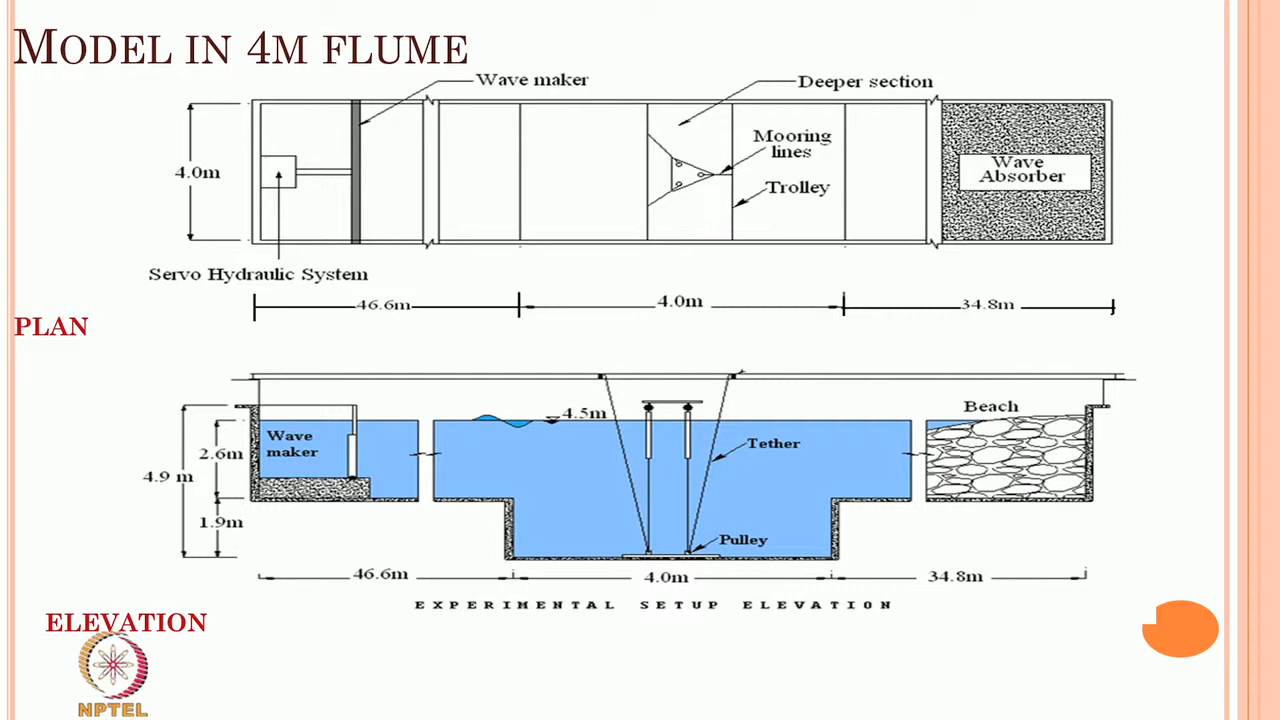 MODEL IN 4M FLUME
Wave maker
Deeper section
Mooring
lines
4.0m
Trolley
Wave
Absorber
Servo Hydraulic System
46.6m
4.0m
34.8m
PLAN
4.5m
Beach
Wave
maker
Tether
2.6m
4.9 m
1.9m
Pulley
46.6m
4.0m
34.8m
EXPERIMENTAL SETUP ELEVATION
ELEVATION
NPTEL